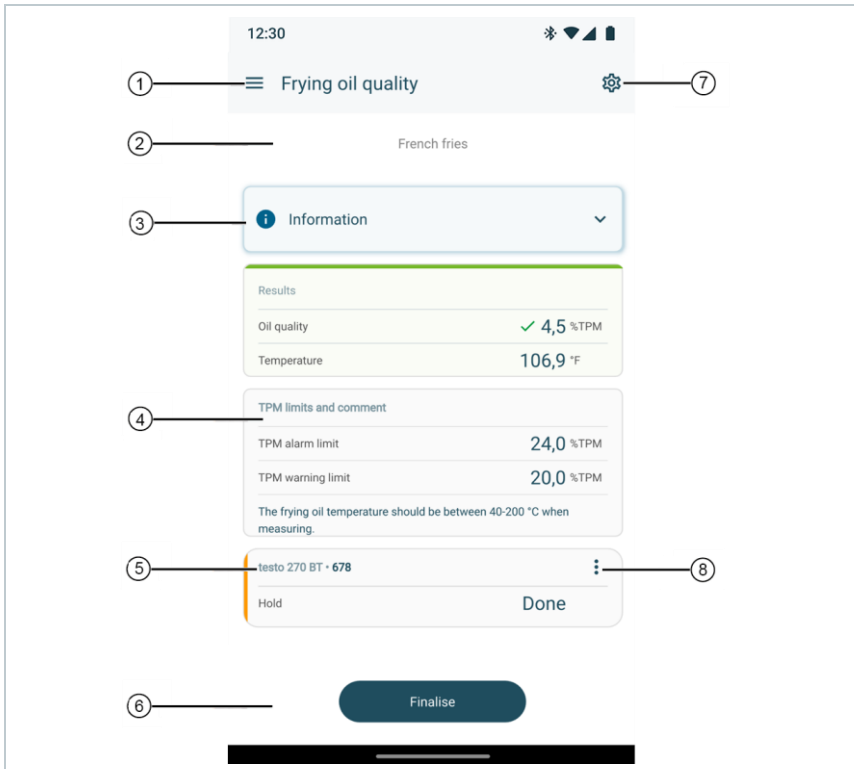 12:30
1 Frying oil quality 7
2 French fries
3 Information
Results
Oil quality 4,5 %TPM
Temperature 106,9 °F
4 TPM limits and comment
TPM alarm limit 24,0 %TPM
TPM warning limit 20,0 %TPM
The frying oil temperature should be between 40-200 °C when
measuring.
5 testo 270 BT • 678 8
Hold Done
6 Finalise